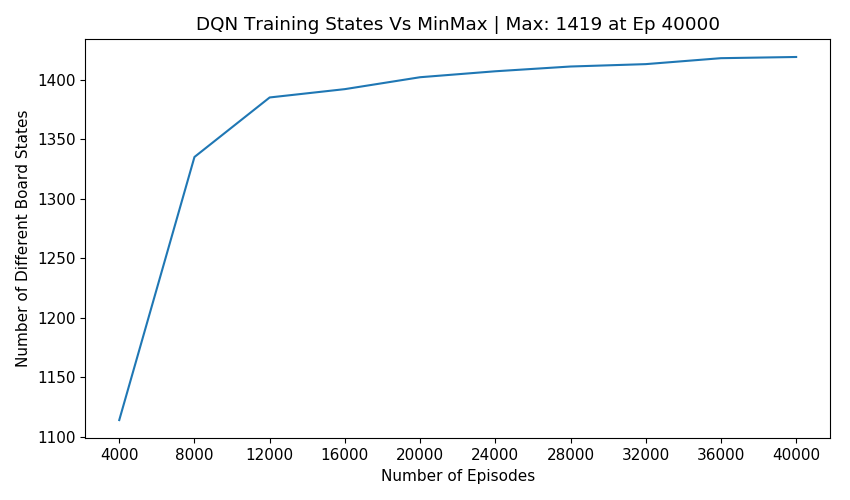 DQN Training States Vs MinMax | Max: 1419 at Ep 40000
Number of Different Board States
1400
1350
1300
1250
1200
1150
1100
4000 8000 12000 16000 20000 24000 28000 32000 36000 40000
Number of Episodes